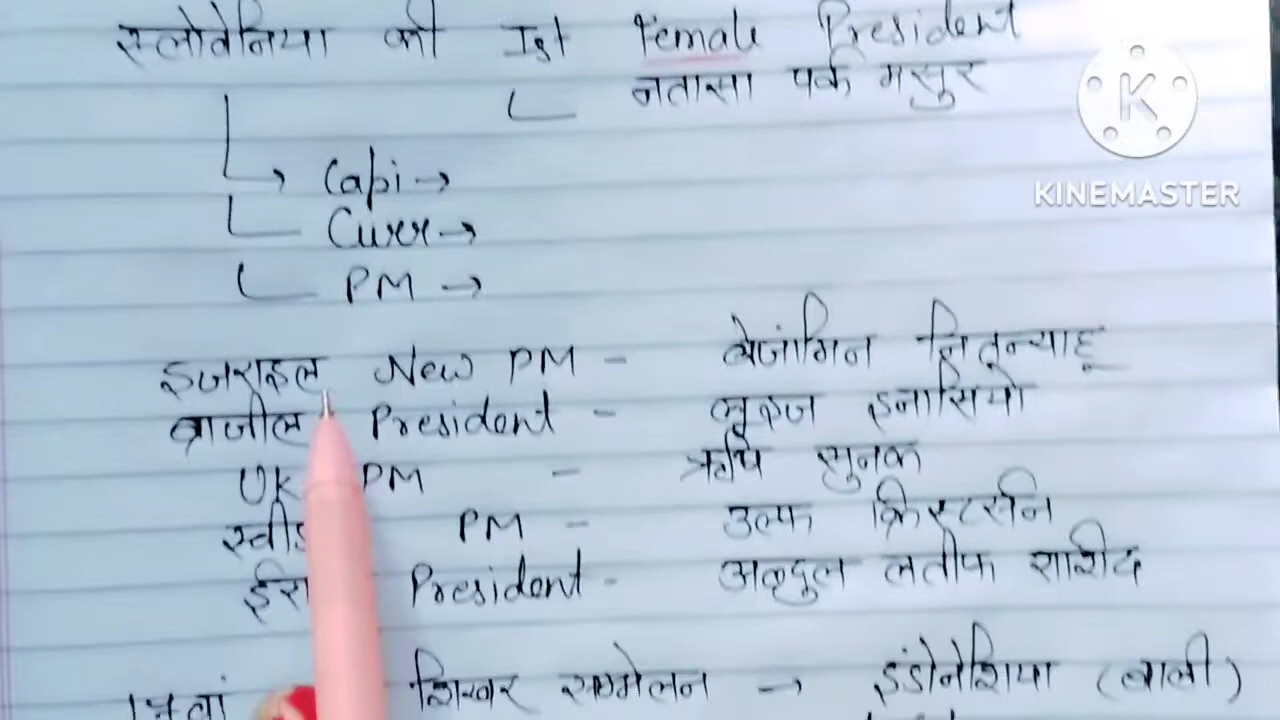 स्लोवेनिया की Ist Female President
नतासा पर्क मसुर
Capi →
Curr →
PM →
इजराइल New PM - बेजांमिन नितन्याहू
ब्राजील President - लूइज इनासियो
UK PM - ऋषि सुनक
PM - उल्फ क्रिस्टर्सन
President - अब्दुल लतीफ राशीद
शिखर सम्मेलन → इंडोनेशिया (बाली)
K
KINEMASTER